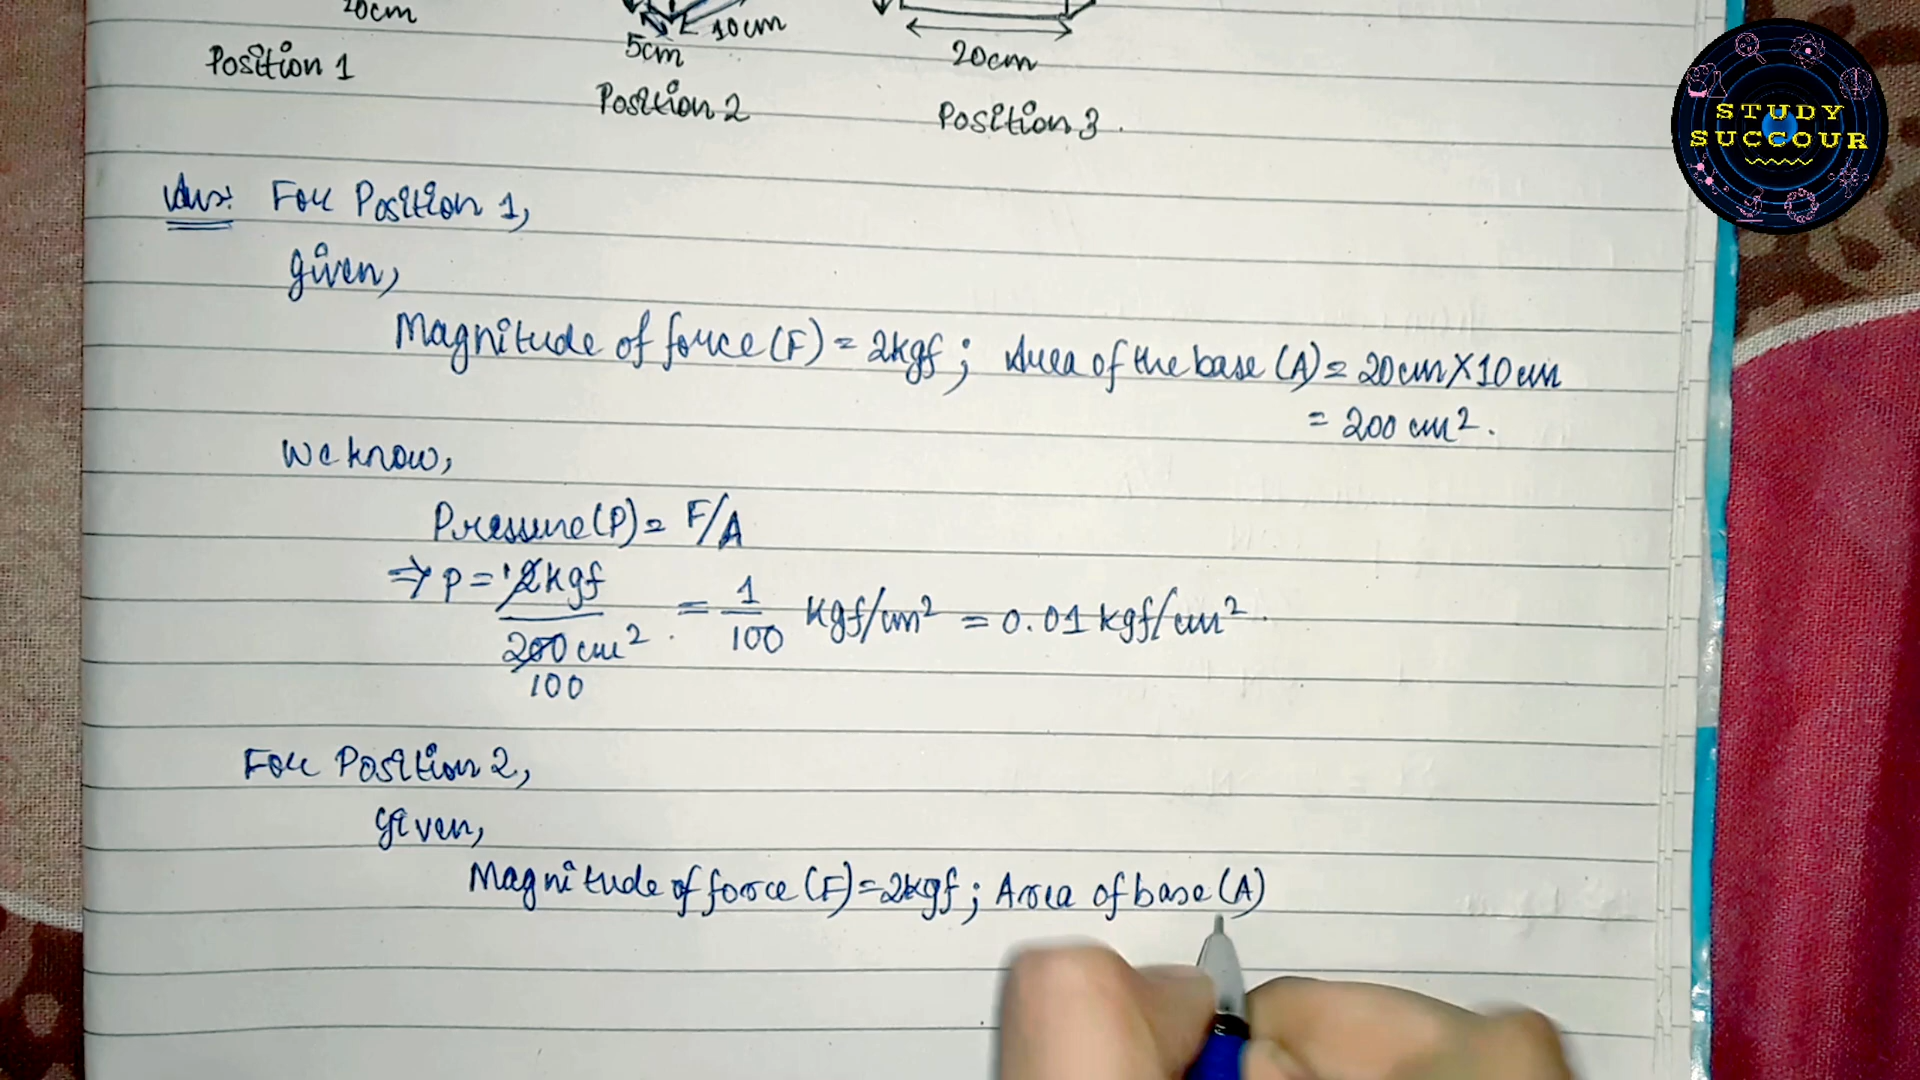 20cm
5cm 10cm 20cm
Position 1 Position 2 Position 3.
STUDY
SUCCOUR
Ans: For Position 1,
given,
Magnitude of force (F) = 2kgf; Area of the base (A) = 20cm X 10cm
= 200 cm².
We know,
Pressure(P) = F/A
⇒ P = 2kgf / 200 cm² = 1/100 kgf/cm² = 0.01 kgf/cm².
1
100
For Position 2,
given,
Magnitude of force (F) = 2kgf; Area of base (A)